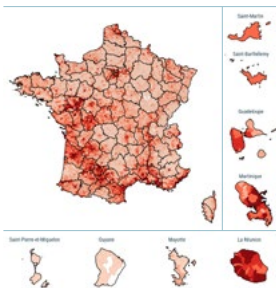 Saint-Martin
Saint-Barthélemy
Guadeloupe
Martinique
Saint-Pierre-et-Miquelon
Guyane
Mayotte
La Réunion